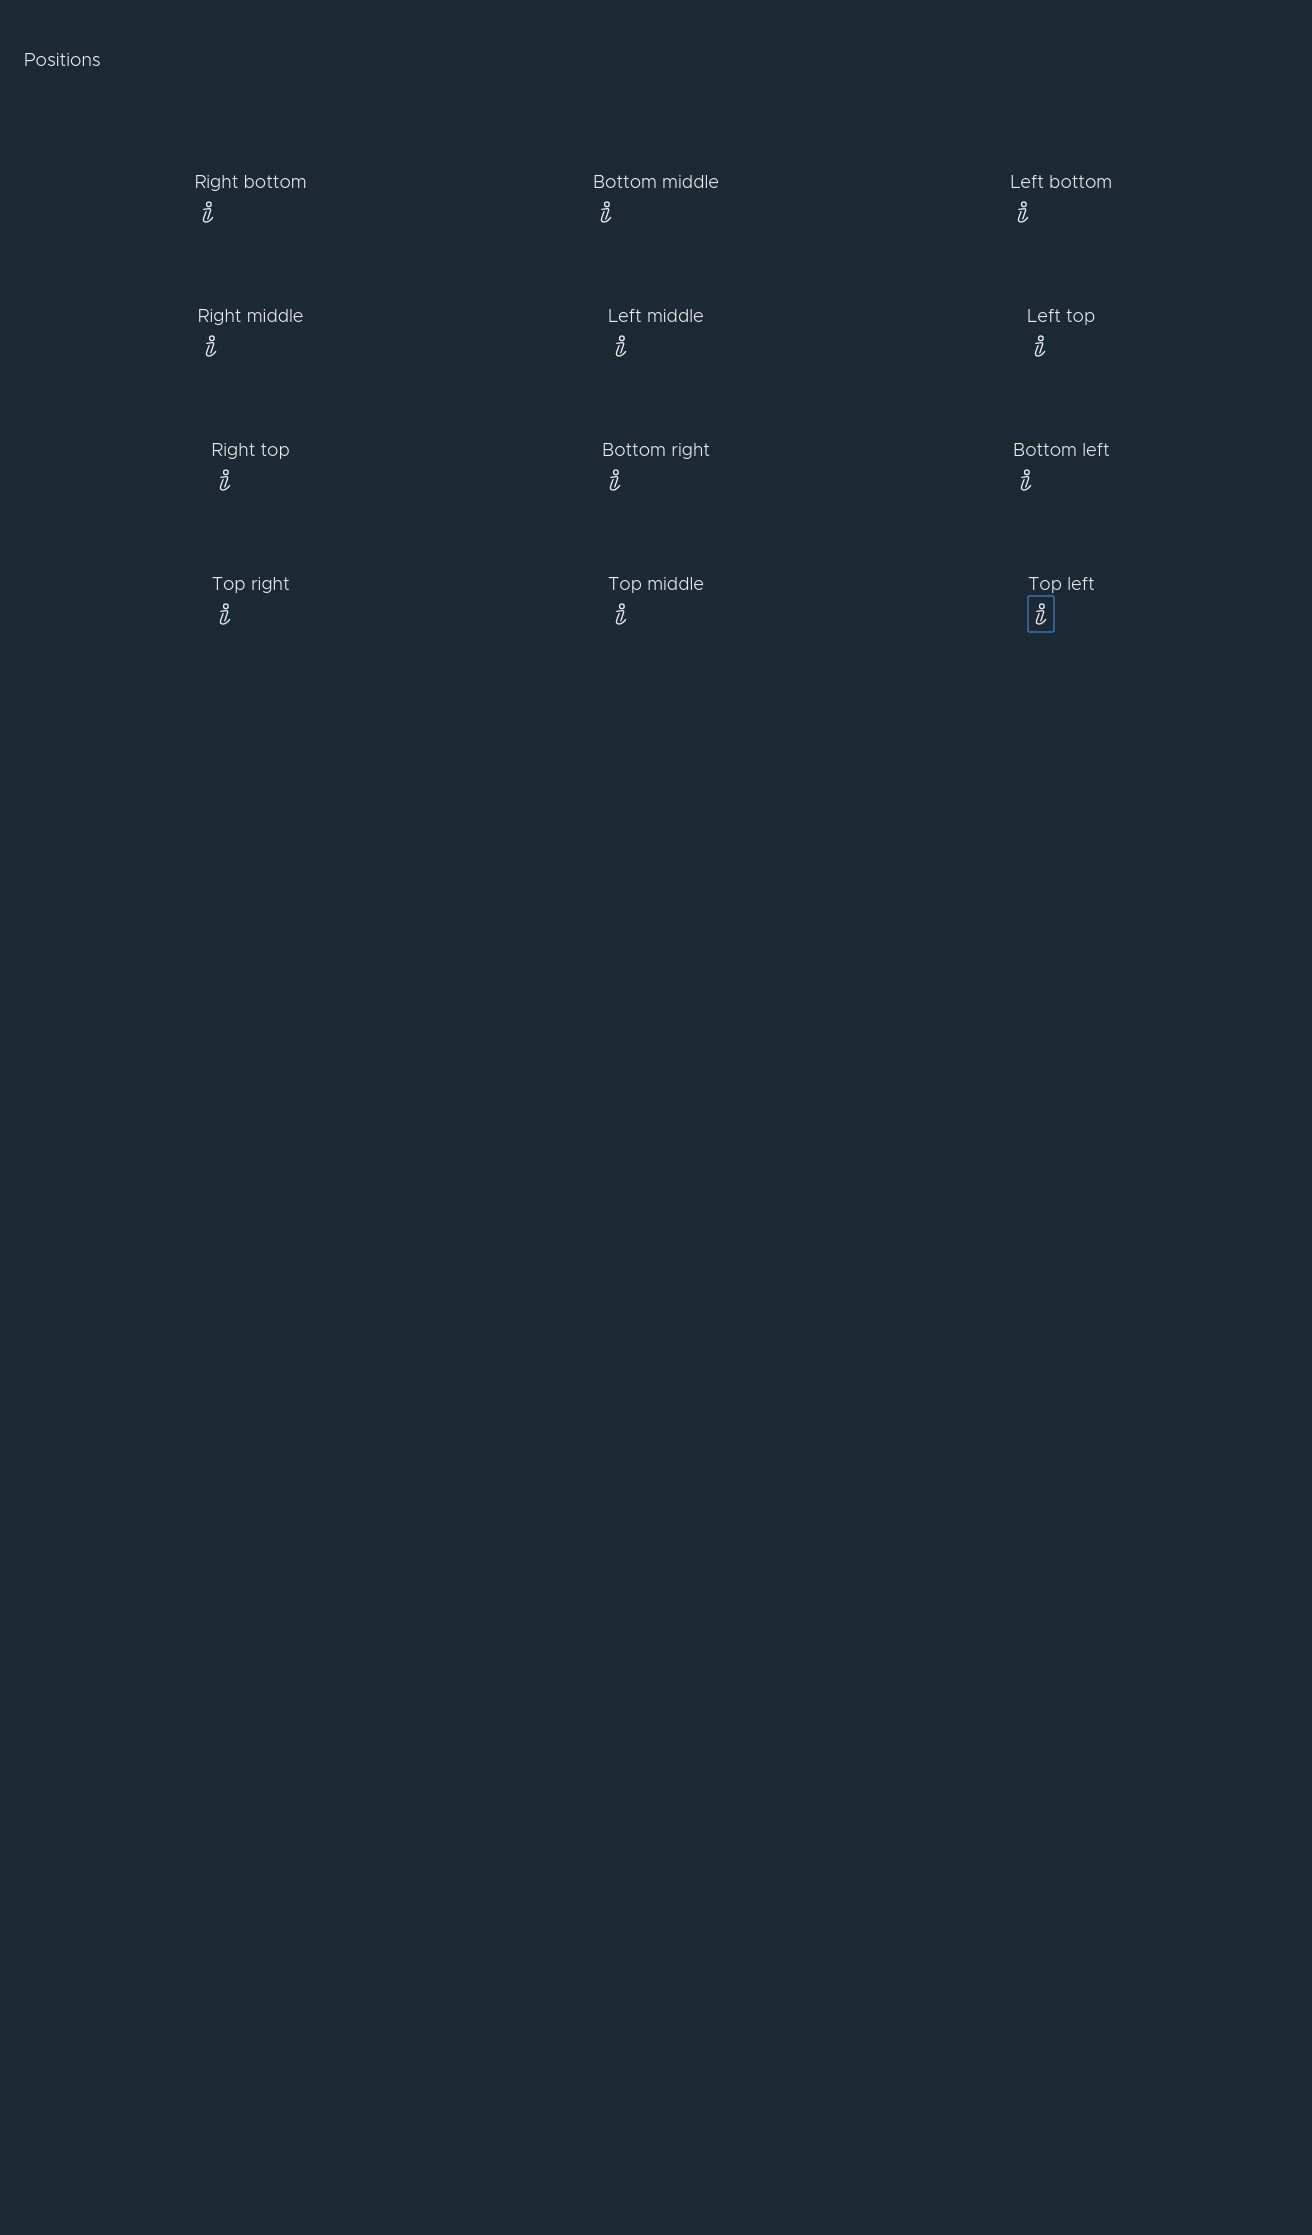 Positions
Right bottom
Bottom middle
Left bottom
Right middle
Left middle
Left top
Right top
Bottom right
Bottom left
Top right
Top middle
Top left